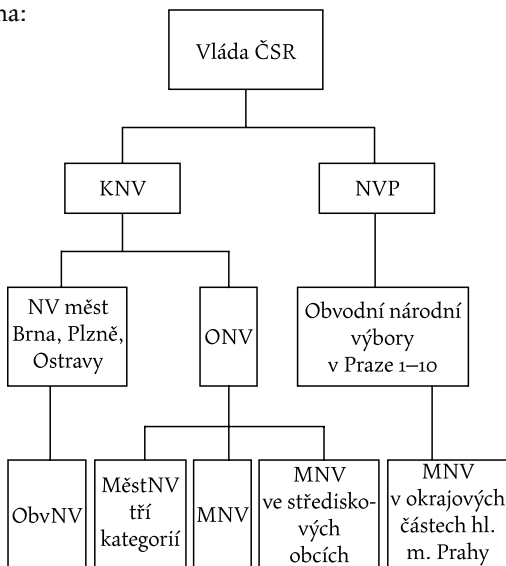 na:
Vláda ČSR
KNV
NVP
NV měst
Brna, Plzně,
Ostravy
ONV
Obvodní národní
výbory
v Praze 1–10
ObvNV
MěstNV
tří
kategorií
MNV
MNV
ve středisko-
vých
obcích
MNV
v okrajových
částech hl.
m. Prahy